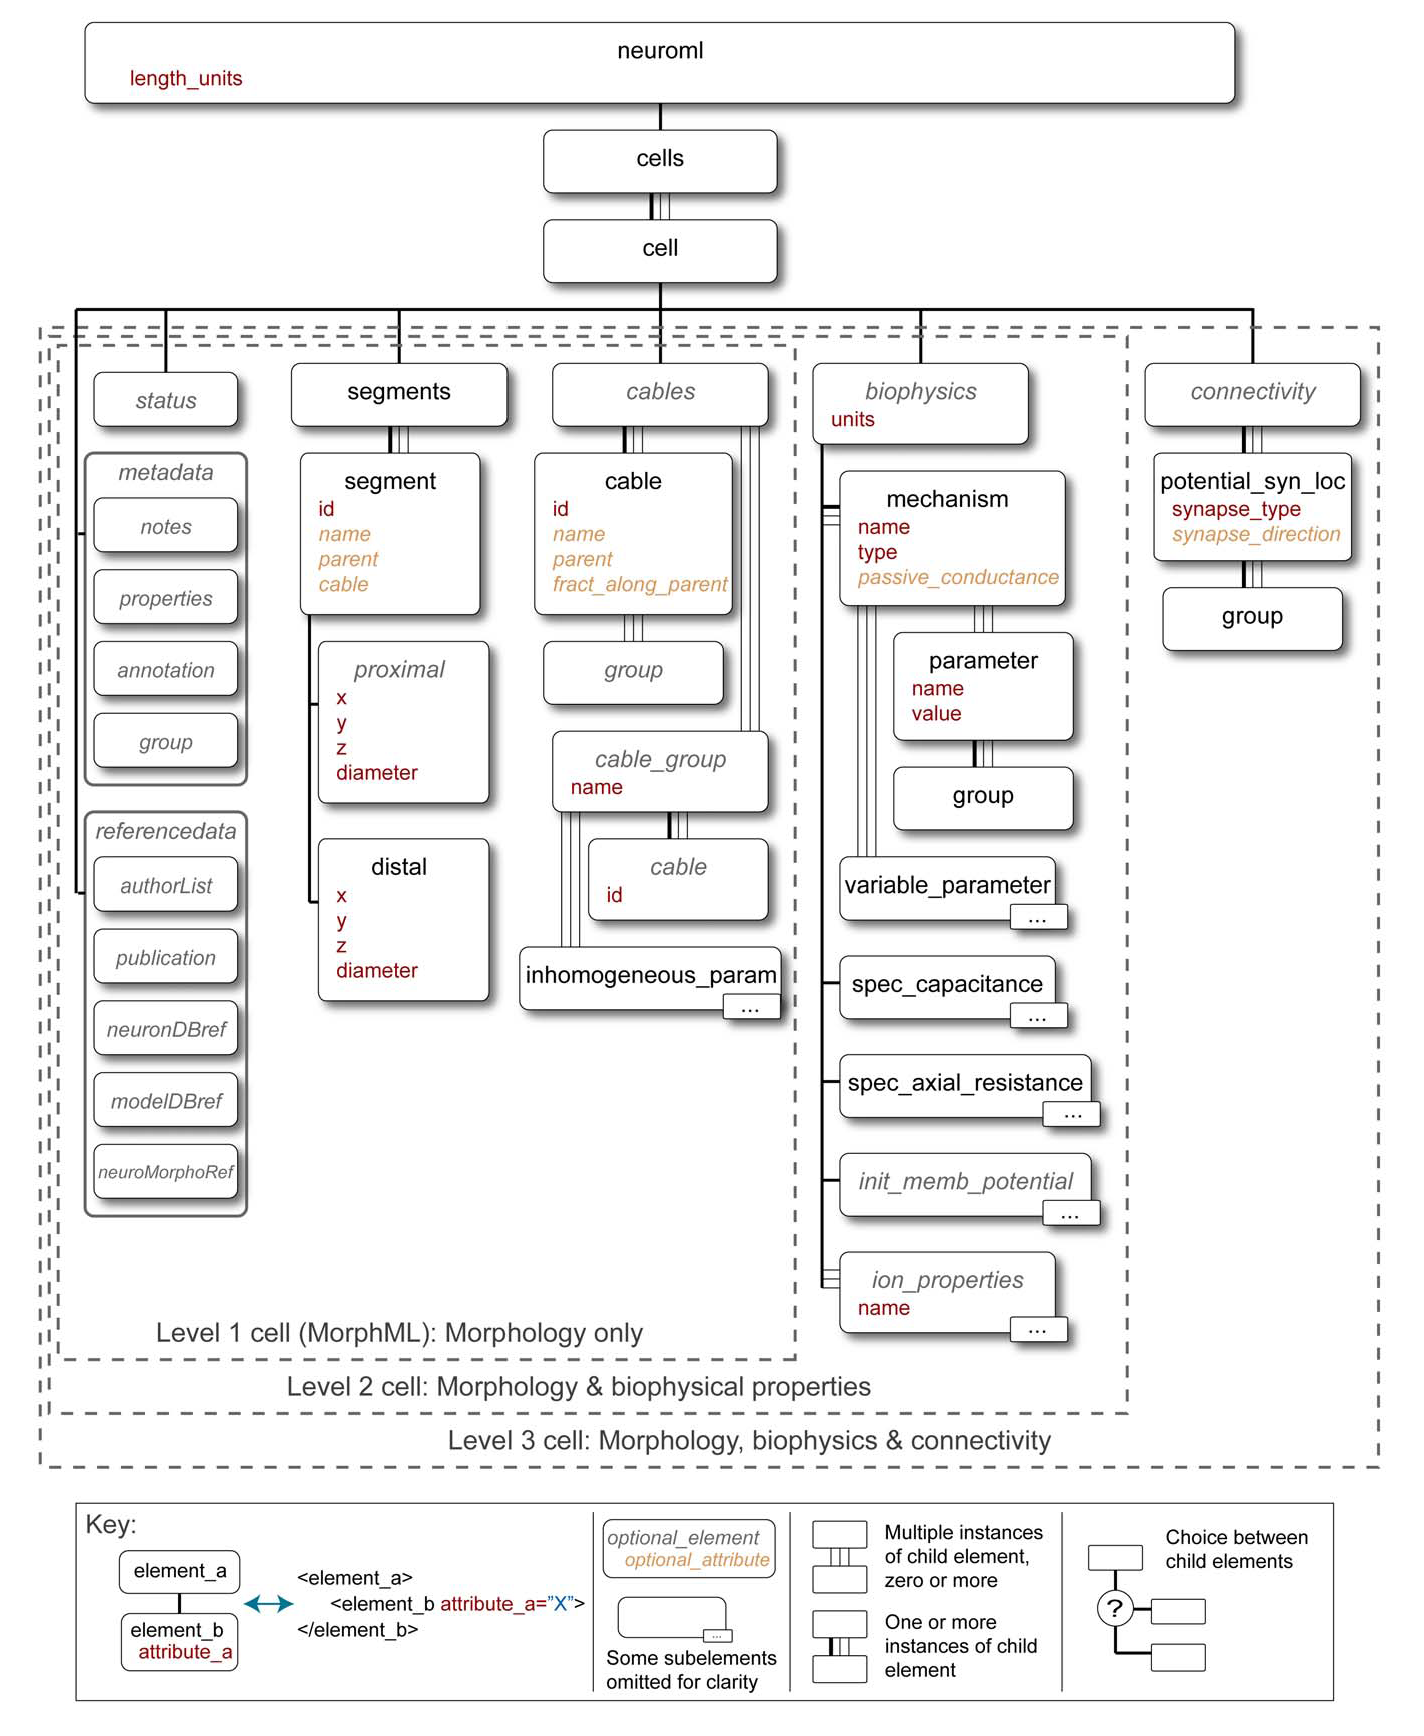 neuroml
length_units
cells
cell
status
metadata
notes
properties
annotation
group
referencedata
authorList
publication
neuronDBref
modelDBref
neuroMorphoRef
segments
segment
id
name
parent
cable
proximal
x
y
z
diameter
distal
x
y
z
diameter
cables
cable
id
name
parent
fract_along_parent
group
cable_group
name
cable
id
inhomogeneous_param
...
biophysics
units
mechanism
name
type
passive_conductance
parameter
name
value
group
variable_parameter
...
spec_capacitance
...
spec_axial_resistance
...
init_memb_potential
...
ion_properties
name
...
connectivity
potential_syn_loc
synapse_type
synapse_direction
group
Level 1 cell (MorphML): Morphology only
Level 2 cell: Morphology & biophysical properties
Level 3 cell: Morphology, biophysics & connectivity
Key:
element_a
element_b
attribute_a
<element_a>
<element_b attribute_a="X">
</element_b>
optional_element
optional_attribute
...
Some subelements
omitted for clarity
Multiple instances
of child element,
zero or more
One or more
instances of child
element
Choice between
child elements
?